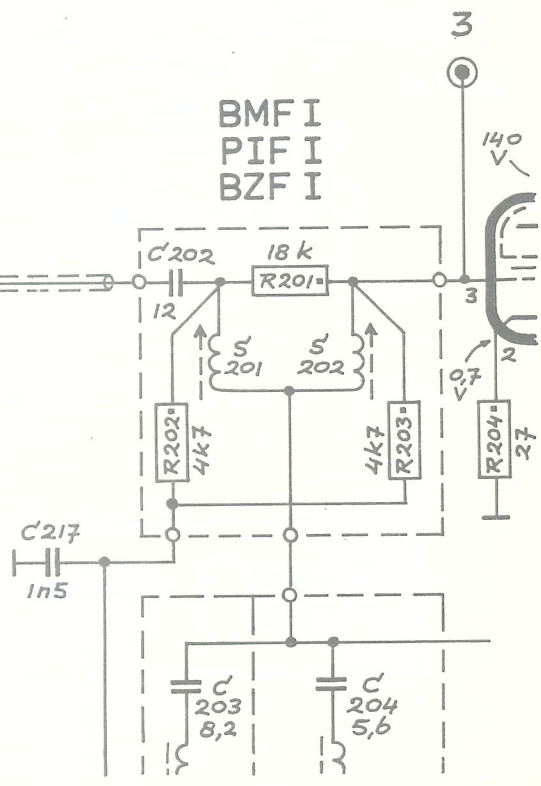 3
BMF I
PIF I
BZF I
140
V
C202
18k
R201
12
3
S
201
S
202
2
0,7
V
R202
4k7
4k7
R203
R204
27
C217
1n5
C
203
8,2
C
204
5,6